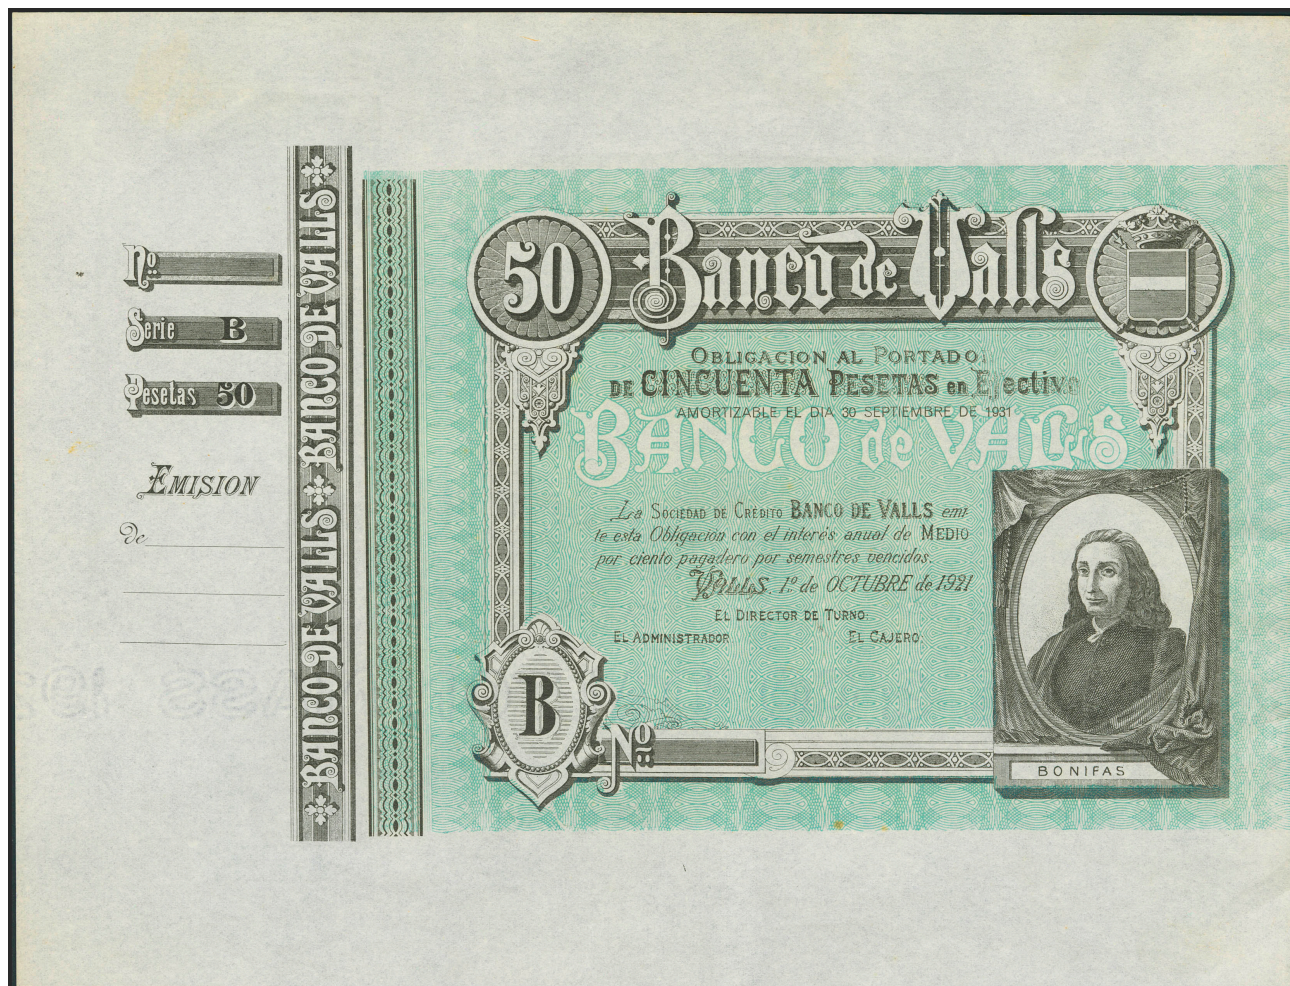 Nº
Serie B
Pesetas 50
EMISION
de
BANCO DE VALLS BANCO DE VALLS BANCO DE VALLS
50 Banco de Valls
OBLIGACION AL PORTADOR
DE CINCUENTA PESETAS en Efectivo
AMORTIZABLE EL DIA 30 SEPTIEMBRE DE 1931
BANCO de VALLS
La SOCIEDAD DE CRÉDITO BANCO DE VALLS emi
te esta Obligación con el interés anual de MEDIO
por ciento pagadero por semestres vencidos.
VALLS. 1º de OCTUBRE de 1921
EL DIRECTOR DE TURNO:
EL ADMINISTRADOR EL CAJERO:
B
Nº
BONIFAS